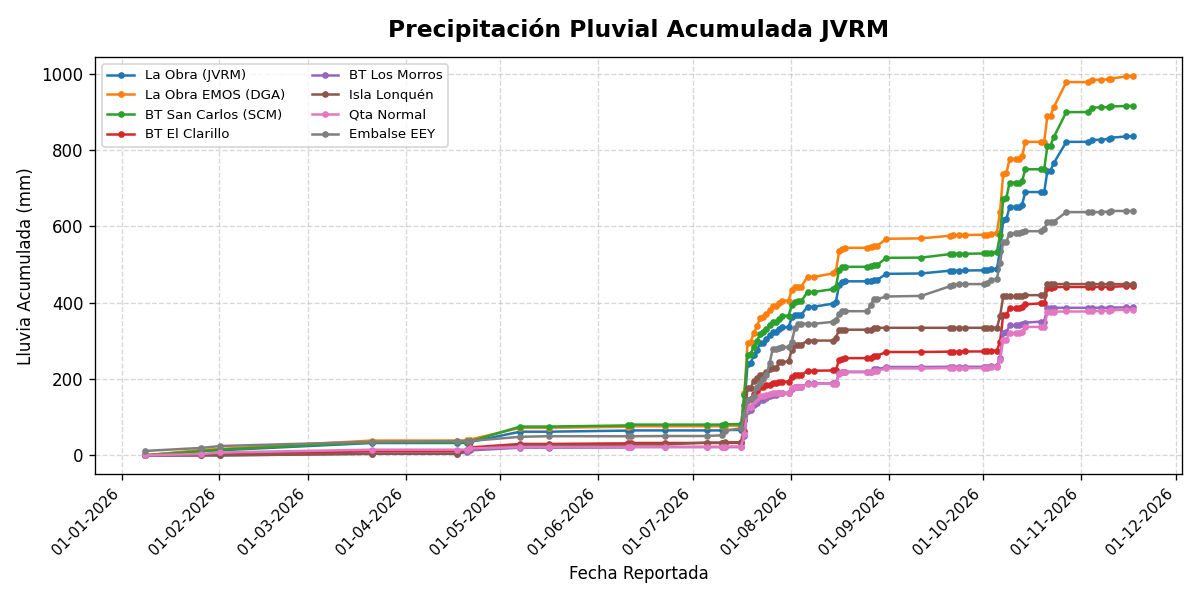 Precipitación Pluvial Acumulada JVRM
Lluvia Acumulada (mm)
1000
800
600
400
200
0
La Obra (JVRM)
La Obra EMOS (DGA)
BT San Carlos (SCM)
BT El Clarillo
BT Los Morros
Isla Lonquén
Qta Normal
Embalse EEY
01-01-2026
01-02-2026
01-03-2026
01-04-2026
01-05-2026
01-06-2026
01-07-2026
01-08-2026
01-09-2026
01-10-2026
01-11-2026
01-12-2026
Fecha Reportada